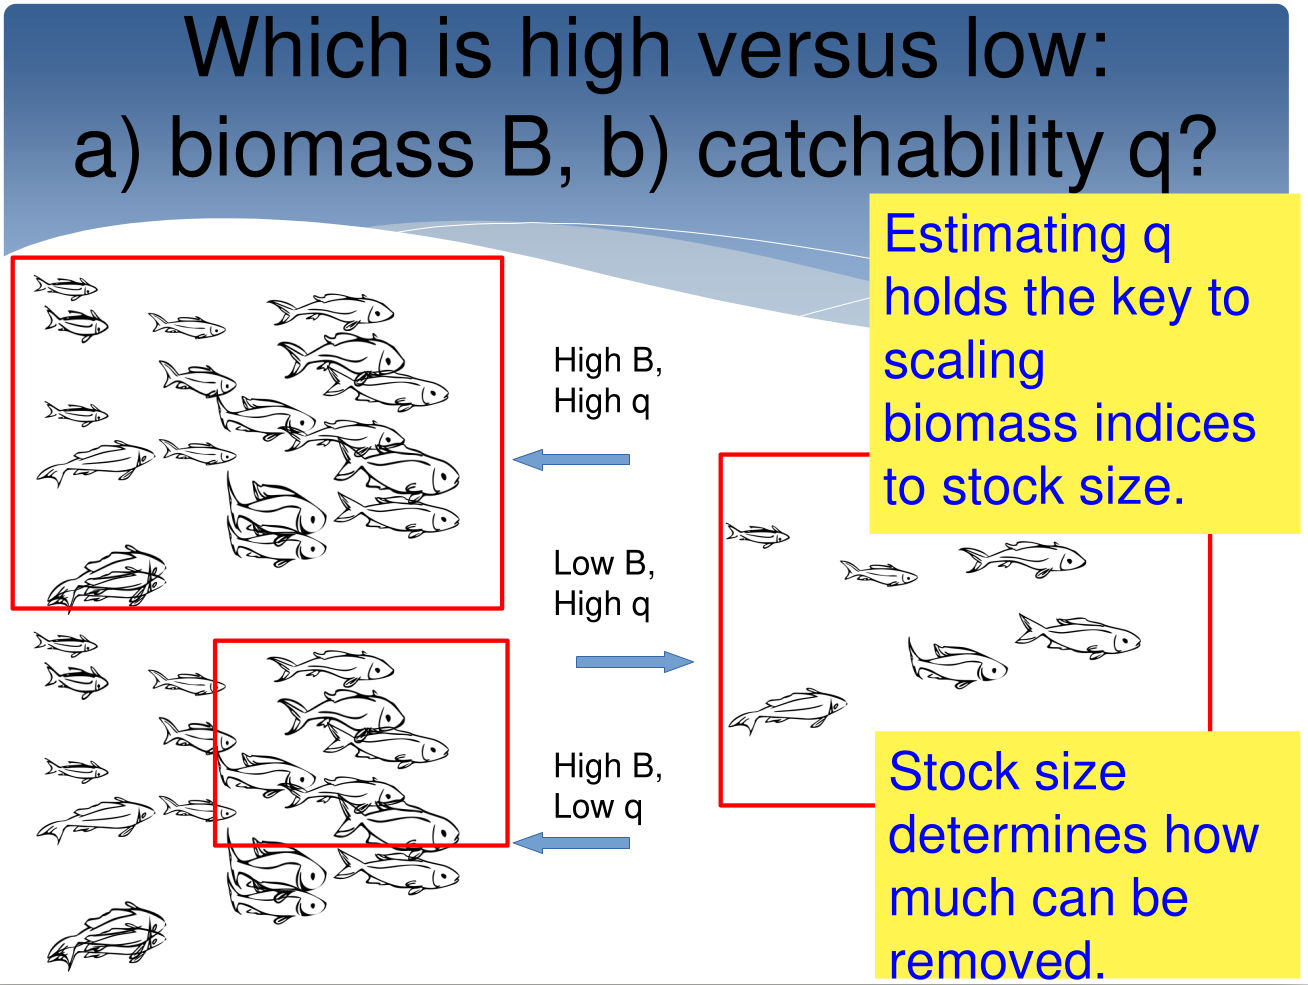 Which is high versus low:
a) biomass B, b) catchability q?
Estimating q
holds the key to
scaling
biomass indices
to stock size.
High B,
High q
Low B,
High q
High B,
Low q
Stock size
determines how
much can be
removed.